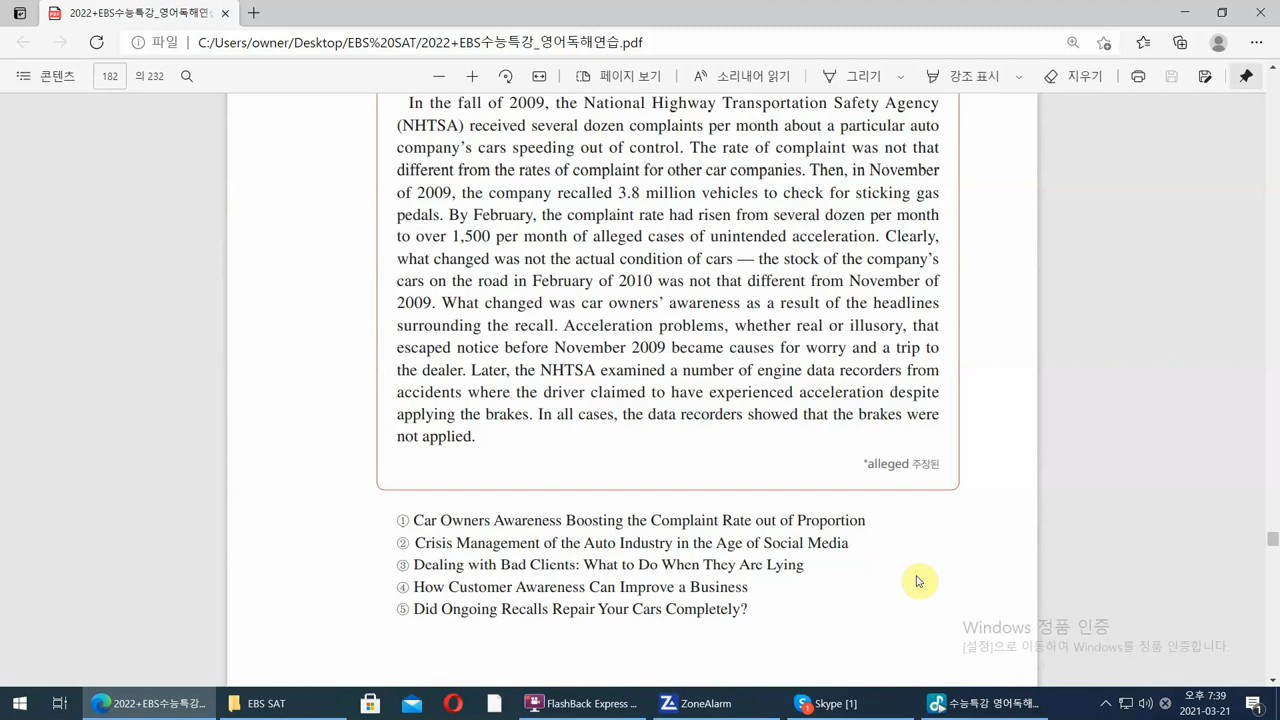 2022+EBS수능특강_영어독해연습
파일 C:/Users/owner/Desktop/EBS%20SAT/2022+EBS수능특강_영어독해연습.pdf
콘텐츠 182 의 232 페이지 보기 소리내어 읽기 그리기 강조 표시 지우기
In the fall of 2009, the National Highway Transportation Safety Agency
(NHTSA) received several dozen complaints per month about a particular auto
company's cars speeding out of control. The rate of complaint was not that
different from the rates of complaint for other car companies. Then, in November
of 2009, the company recalled 3.8 million vehicles to check for sticking gas
pedals. By February, the complaint rate had risen from several dozen per month
to over 1,500 per month of alleged cases of unintended acceleration. Clearly,
what changed was not the actual condition of cars — the stock of the company's
cars on the road in February of 2010 was not that different from November of
2009. What changed was car owners' awareness as a result of the headlines
surrounding the recall. Acceleration problems, whether real or illusory, that
escaped notice before November 2009 became causes for worry and a trip to
the dealer. Later, the NHTSA examined a number of engine data recorders from
accidents where the driver claimed to have experienced acceleration despite
applying the brakes. In all cases, the data recorders showed that the brakes were
not applied.
*alleged 주장된
① Car Owners Awareness Boosting the Complaint Rate out of Proportion
② Crisis Management of the Auto Industry in the Age of Social Media
③ Dealing with Bad Clients: What to Do When They Are Lying
④ How Customer Awareness Can Improve a Business
⑤ Did Ongoing Recalls Repair Your Cars Completely?
Windows 정품 인증
[설정]으로 이동하여 Windows를 정품 인증합니다.
2022+EBS수능특강_... EBS SAT FlashBack Express ... ZoneAlarm Skype [1] 수능특강 영어독해... 오후 7:39
2021-03-21